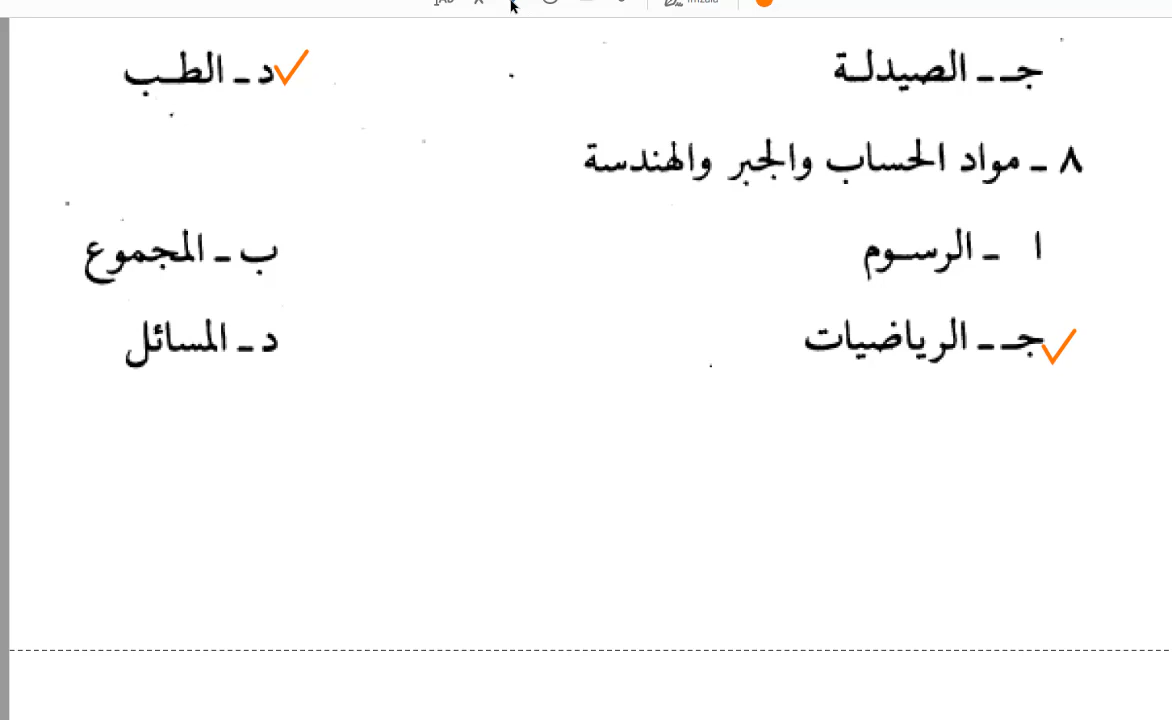 جـ ـ الصيدلـة د ـ الطـب
٨ ـ مواد الحساب والجبر والهندسة
ا ـ الرسـوم ب ـ المجموع
جـ ـ الرياضيات د ـ المسائل